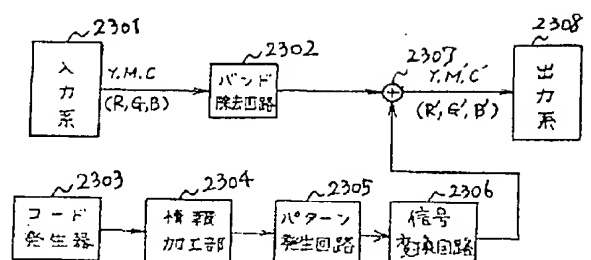 2301
入
力
系
Y,M,C
(R,G,B)
2302
バンド
除去回路
2307
+
Y,M,'C'
(R,'G,'B')
2308
出
力
系
2303
コード
発生器
2304
情報
加工部
2305
パターン
発生回路
2306
信号
変換回路